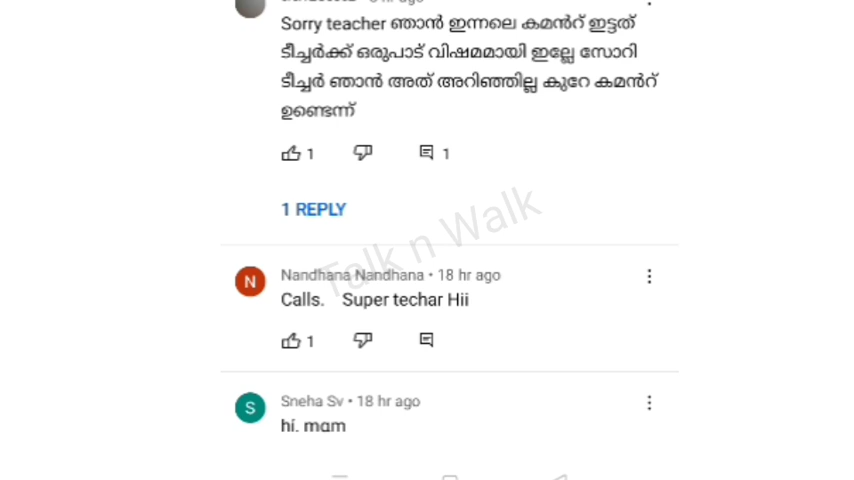 Sorry teacher ഞാൻ ഇന്നലെ കമൻറ് ഇട്ടത്
ടീച്ചർക്ക് ഒരുപാട് വിഷമമായി ഇല്ലേ സോറി
ടീച്ചർ ഞാൻ അത് അറിഞ്ഞില്ല കുറേ കമൻറ്
ഉണ്ടെന്ന്
1
1
1 REPLY
Talk n Walk
Nandhana Nandhana • 18 hr ago
Calls. Super techar Hii
1
Sneha Sv • 18 hr ago
hi. mam